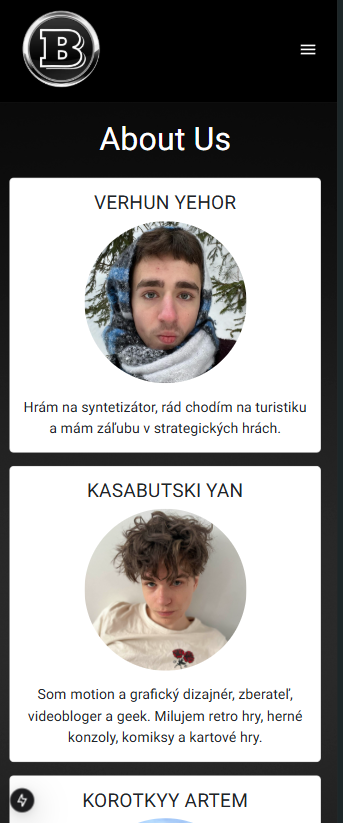 B
About Us
VERHUN YEHOR
Hrám na syntetizátor, rád chodím na turistiku
a mám záľubu v strategických hrách.
KASABUTSKI YAN
Som motion a grafický dizajnér, zberateľ,
videobloger a geek. Milujem retro hry, herné
konzoly, komiksy a kartové hry.
KOROTKYY ARTEM